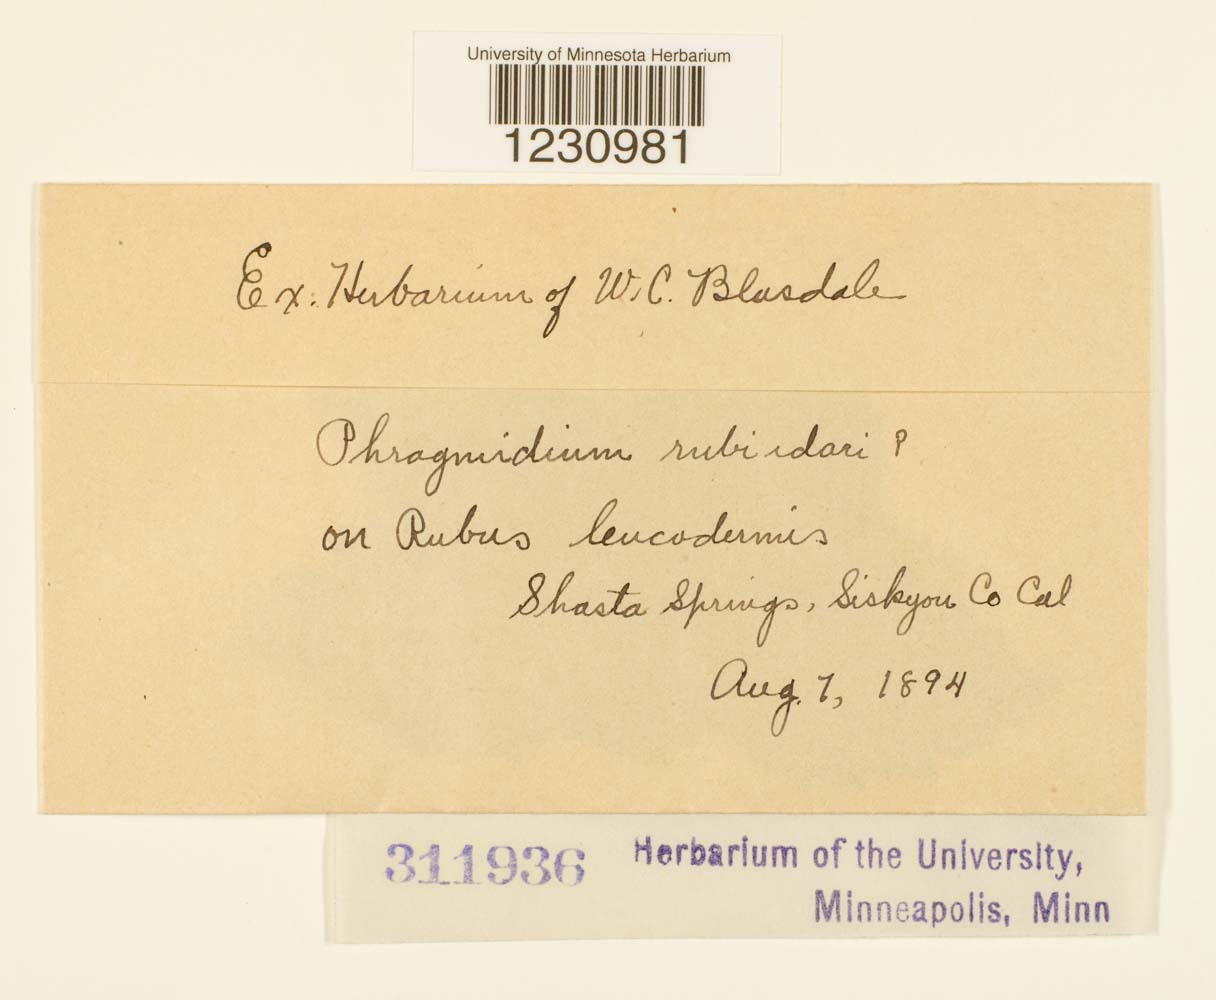 University of Minnesota Herbarium
1230981
Ex. Herbarium of W. C. Blasdale
Phragmidium rubi idaei P
on Rubus leucodermis
Shasta Springs, Siskyou Co Cal
Aug. 7, 1894
311936 Herbarium of the University,
Minneapolis, Minn